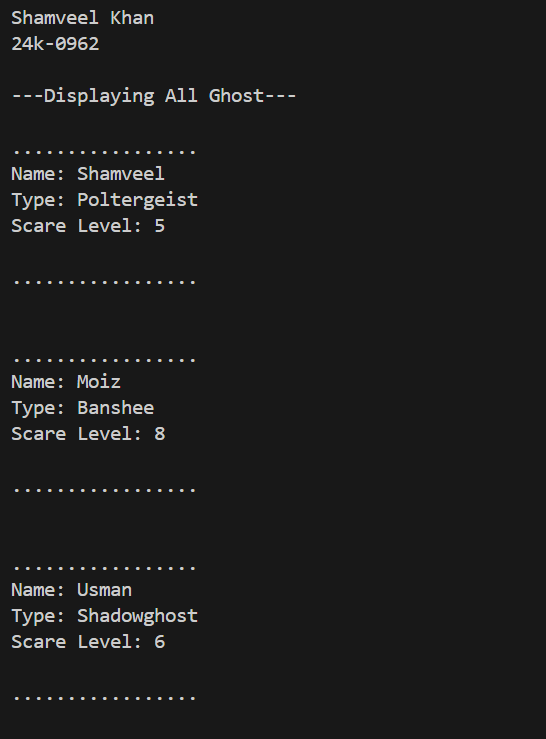 Shamveel Khan
24k-0962
---Displaying All Ghost---
.................
Name: Shamveel
Type: Poltergeist
Scare Level: 5
.................
.................
Name: Moiz
Type: Banshee
Scare Level: 8
.................
.................
Name: Usman
Type: Shadowghost
Scare Level: 6
.................